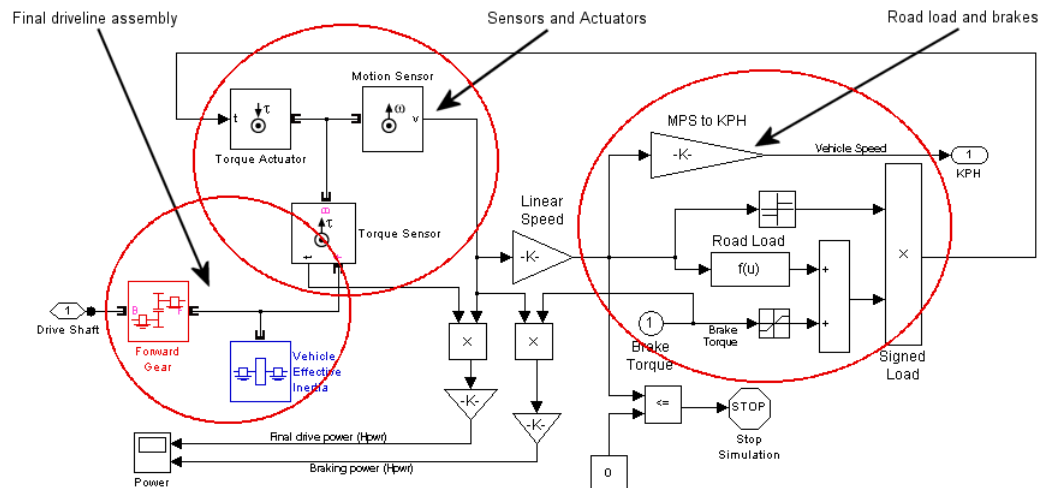 Final driveline assembly
Sensors and Actuators
Road load and brakes
Motion Sensor
MPS to KPH
t
τ
ω
v
-K-
Vehicle Speed
1
KPH
Torque Actuator
B
τ
Torque Sensor
t
F
Linear
Speed
-K-
Road Load
f(u)
×
+
+
1
Drive Shaft
B
F
Forward
Gear
Vehicle
Effective
Inertia
×
×
1
Brake
Torque
Brake
Torque
Signed
Load
-K-
-K-
<=
STOP
Stop
Simulation
0
Final drive power (Hpwr)
Braking power (Hpwr)
Power